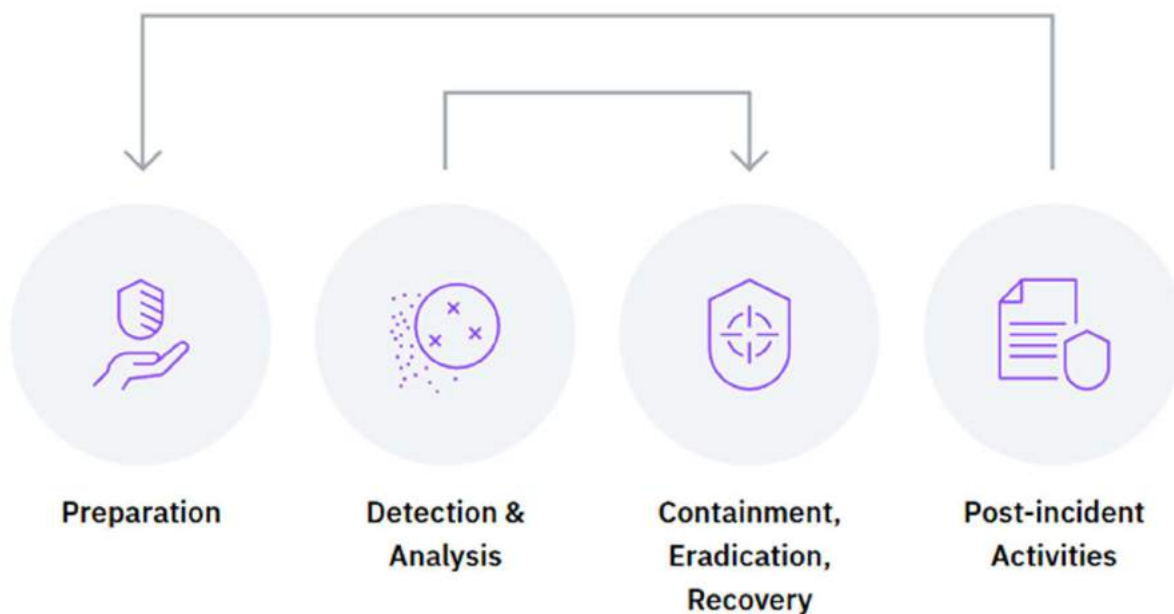 Preparation
Detection &
Analysis
Containment,
Eradication,
Recovery
Post-incident
Activities